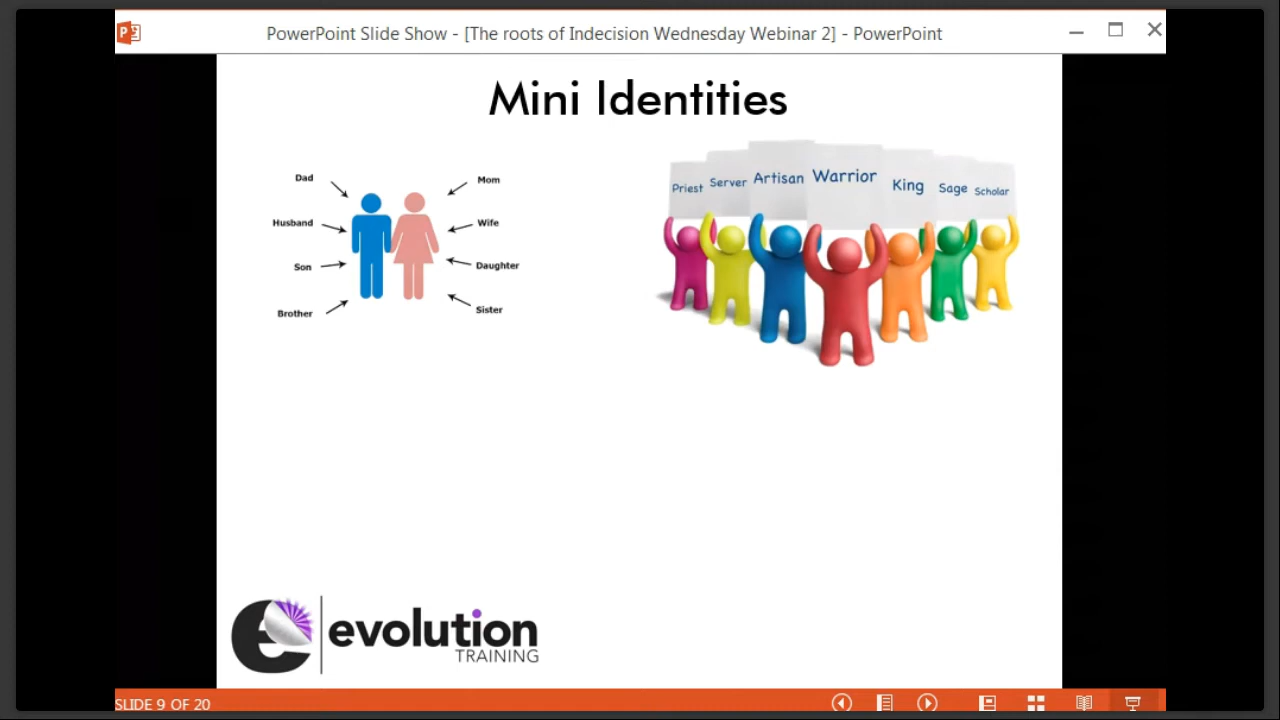 PowerPoint Slide Show - [The roots of Indecision Wednesday Webinar 2] - PowerPoint
Mini Identities
Dad
Mom
Husband
Wife
Son
Daughter
Brother
Sister
Priest
Server
Artisan
Warrior
King
Sage
Scholar
evolution
TRAINING
SLIDE 9 OF 20